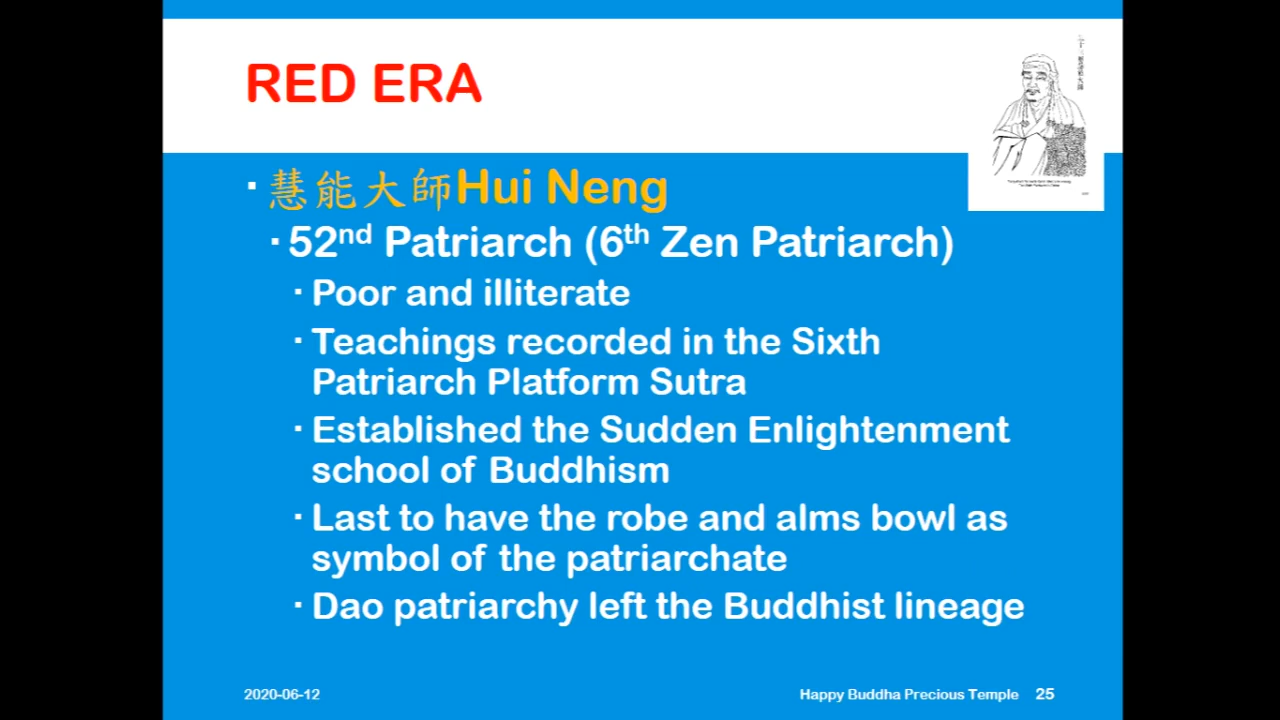 RED ERA
▪ 慧能大師Hui Neng
▪ 52nd Patriarch (6th Zen Patriarch)
▪ Poor and illiterate
▪ Teachings recorded in the Sixth
Patriarch Platform Sutra
▪ Established the Sudden Enlightenment
school of Buddhism
▪ Last to have the robe and alms bowl as
symbol of the patriarchate
▪ Dao patriarchy left the Buddhist lineage
2020-06-12
Happy Buddha Precious Temple 25